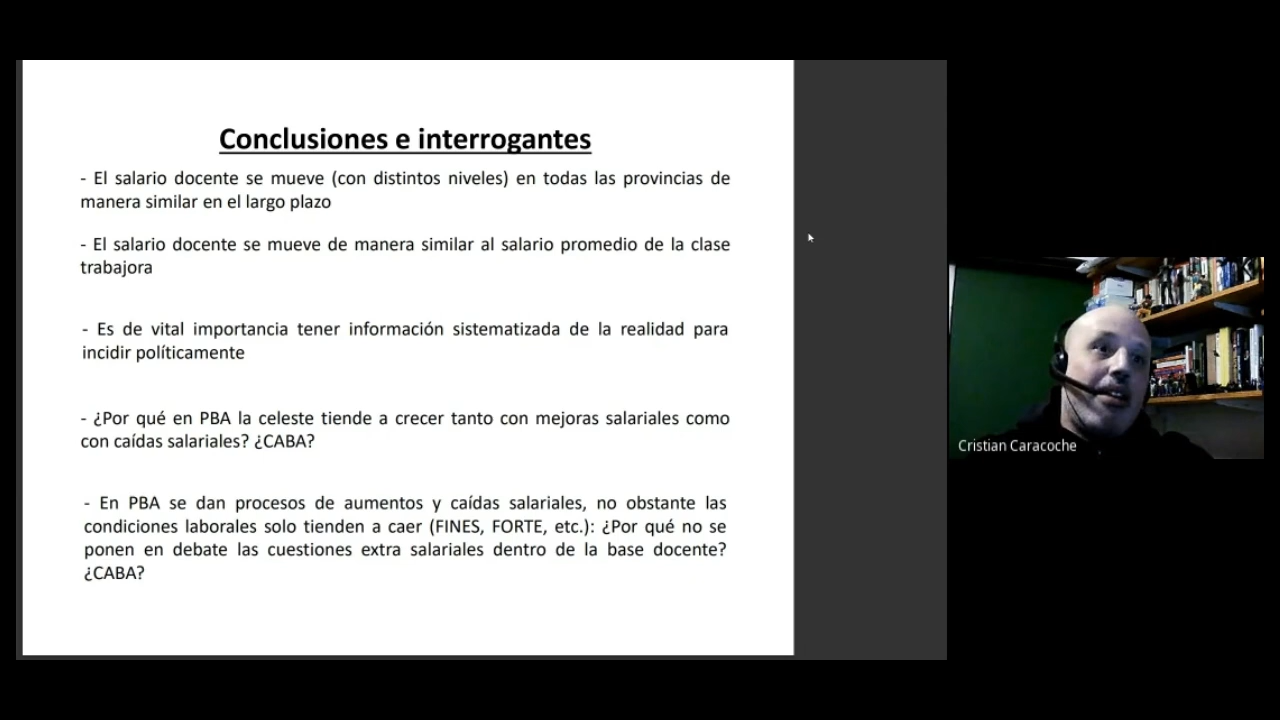 Conclusiones e interrogantes
- El salario docente se mueve (con distintos niveles) en todas las provincias de
manera similar en el largo plazo
- El salario docente se mueve de manera similar al salario promedio de la clase
trabajora
- Es de vital importancia tener información sistematizada de la realidad para
incidir políticamente
- ¿Por qué en PBA la celeste tiende a crecer tanto con mejoras salariales como
con caídas salariales? ¿CABA?
- En PBA se dan procesos de aumentos y caídas salariales, no obstante las
condiciones laborales solo tienden a caer (FINES, FORTE, etc.): ¿Por qué no se
ponen en debate las cuestiones extra salariales dentro de la base docente?
¿CABA?
Cristian Caracoche